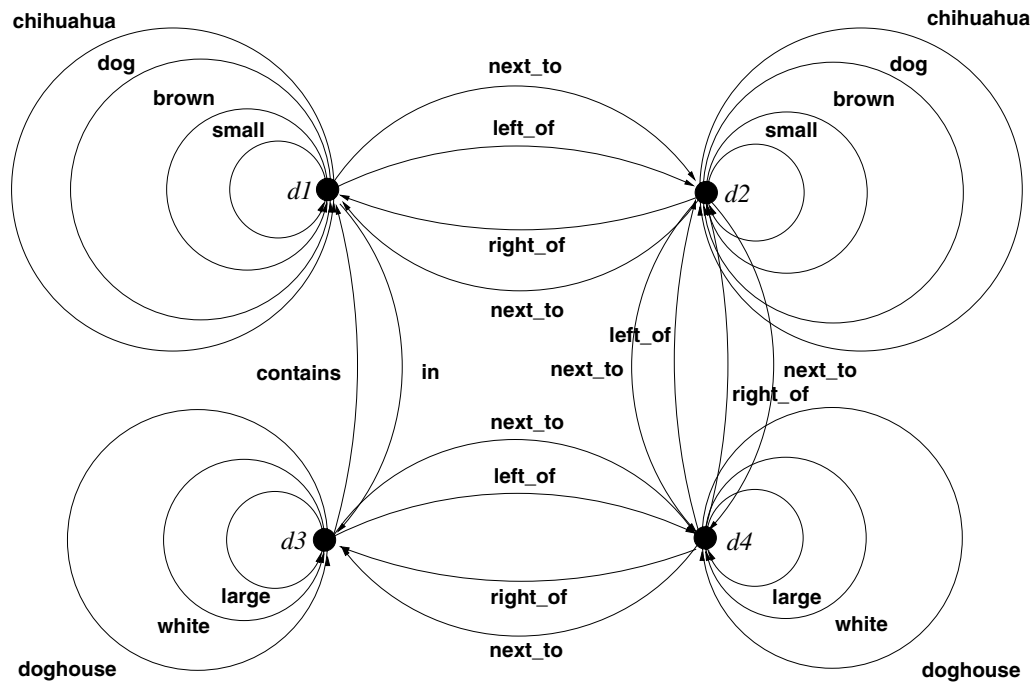 chihuahua
chihuahua
dog
dog
next_to
brown
brown
small
left_of
small
d1
d2
right_of
next_to
left_of
contains
in
next_to
next_to
right_of
next_to
left_of
d3
d4
large
right_of
large
white
white
next_to
doghouse
doghouse